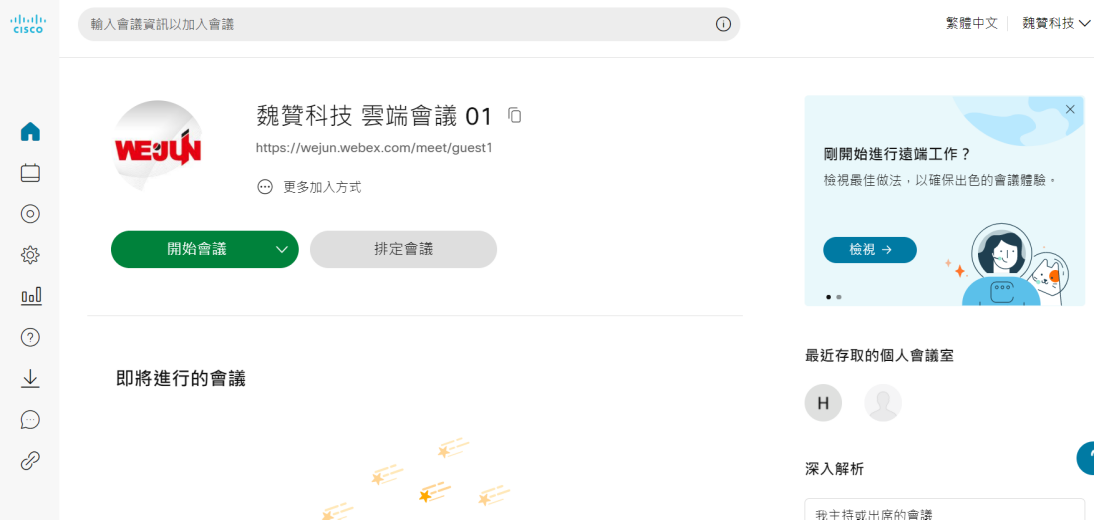 CISCO
輸入會議資訊以加入會議
繁體中文
魏贊科技
WEJUN
魏贊科技 雲端會議 01
https://wejun.webex.com/meet/guest1
更多加入方式
開始會議
排定會議
剛開始進行遠端工作？
檢視最佳做法，以確保出色的會議體驗。
檢視 →
最近存取的個人會議室
H
即將進行的會議
深入解析
我主持或出席的會議